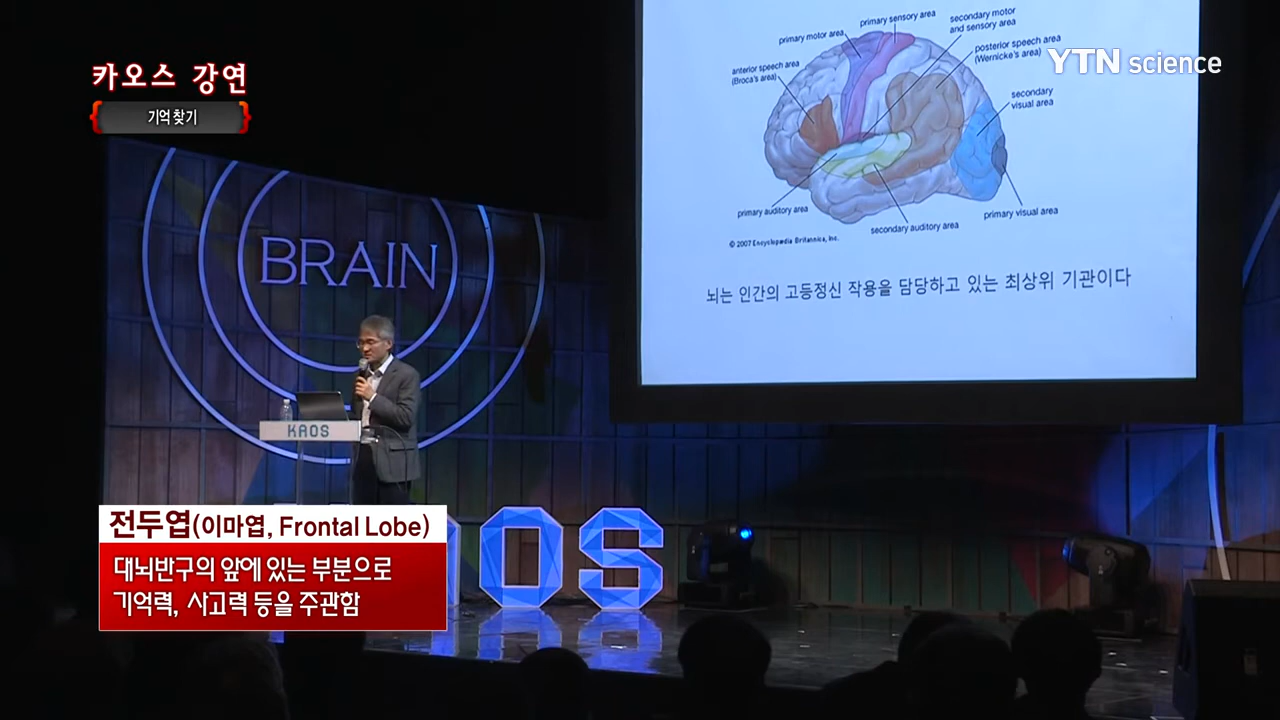 카오스 강연
기억 찾기
YTN science
primary sensory area
secondary motor
and sensory area
primary motor area
posterior speech area
(Wernicke's area)
anterior speech area
(Broca's area)
secondary
visual area
primary auditory area
primary visual area
secondary auditory area
© 2007 Encyclopædia Britannica, Inc.
뇌는 인간의 고등정신 작용을 담당하고 있는 최상위 기관이다
BRAIN
KAOS
전두엽(이마엽, Frontal Lobe)
대뇌반구의 앞에 있는 부분으로
기억력, 사고력 등을 주관함
AOS